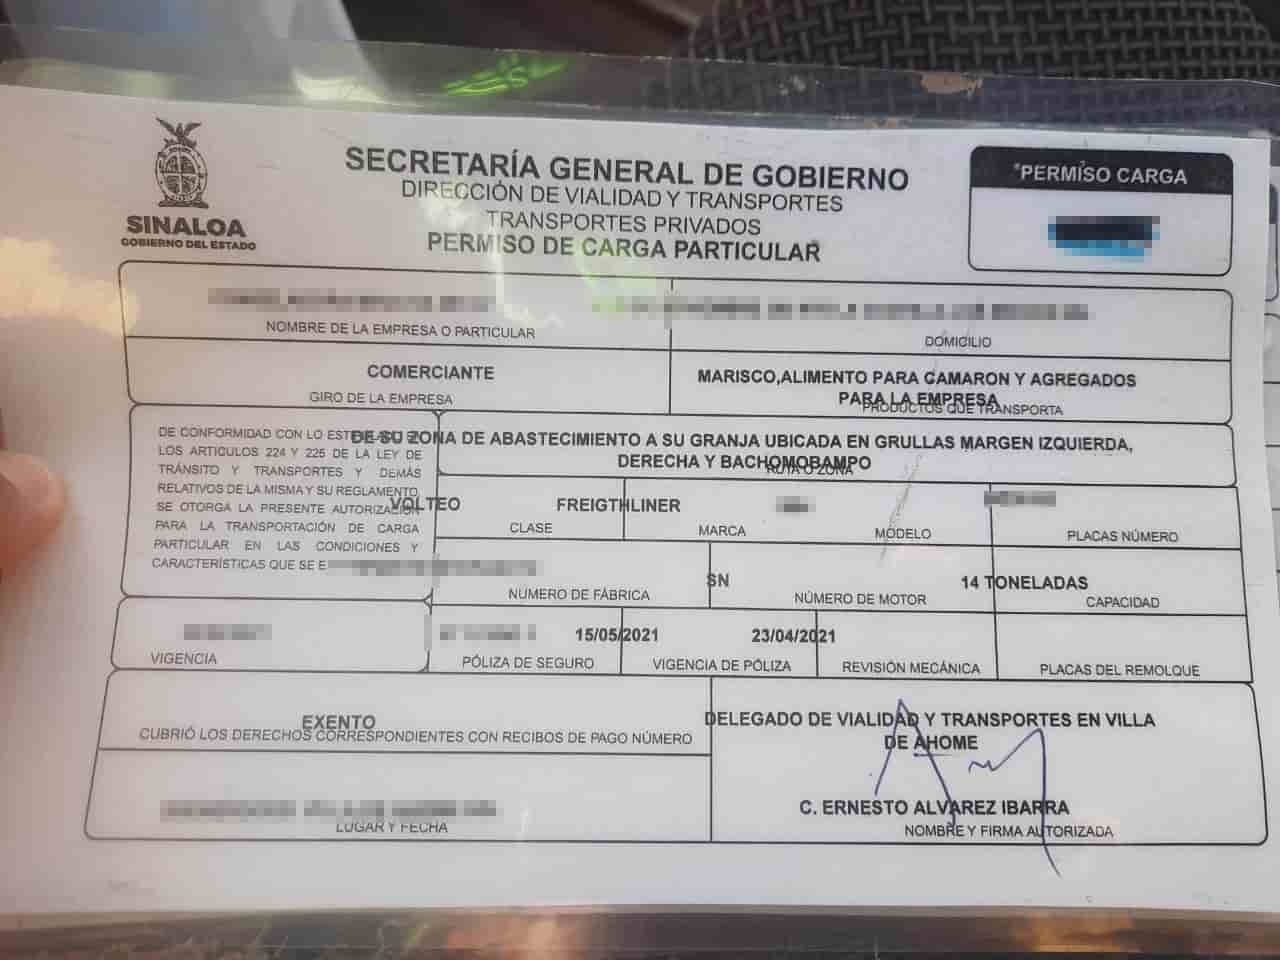 SINALOA
GOBIERNO DEL ESTADO
SECRETARÍA GENERAL DE GOBIERNO
DIRECCIÓN DE VIALIDAD Y TRANSPORTES
TRANSPORTES PRIVADOS
PERMISO DE CARGA PARTICULAR
*PERMISO CARGA
NOMBRE DE LA EMPRESA O PARTICULAR
DOMICILIO
COMERCIANTE
GIRO DE LA EMPRESA
MARISCO,ALIMENTO PARA CAMARON Y AGREGADOS
PARA LA EMPRESA
PRODUCTOS QUE TRANSPORTA
DE CONFORMIDAD CON LO
LOS ARTICULOS 224 Y 225 DE LA LEY DE
TRÁNSITO Y TRANSPORTES Y DEMÁS
RELATIVOS DE LA MISMA Y SU REGLAMENTO,
SE OTORGA LA PRESENTE AUTORIZACIÓN
PARA LA TRANSPORTACIÓN DE CARGA
PARTICULAR EN LAS CONDICIONES Y
CARACTERÍSTICAS QUE SE E
DE SU ZONA DE ABASTECIMIENTO A SU GRANJA UBICADA EN GRULLAS MARGEN IZQUIERDA,
DERECHA Y BACHOMOBAMPO
RUTA O ZONA
VOLTEO
CLASE
FREIGTHLINER
MARCA
MODELO
PLACAS NÚMERO
NUMERO DE FÁBRICA
SN
NÚMERO DE MOTOR
14 TONELADAS
CAPACIDAD
VIGENCIA
PÓLIZA DE SEGURO
15/05/2021
VIGENCIA DE PÓLIZA
23/04/2021
REVISIÓN MECÁNICA
PLACAS DEL REMOLQUE
EXENTO
CUBRIÓ LOS DERECHOS CORRESPONDIENTES CON RECIBOS DE PAGO NÚMERO
LUGAR Y FECHA
DELEGADO DE VIALIDAD Y TRANSPORTES EN VILLA
DE AHOME
C. ERNESTO ALVAREZ IBARRA
NOMBRE Y FIRMA AUTORIZADA